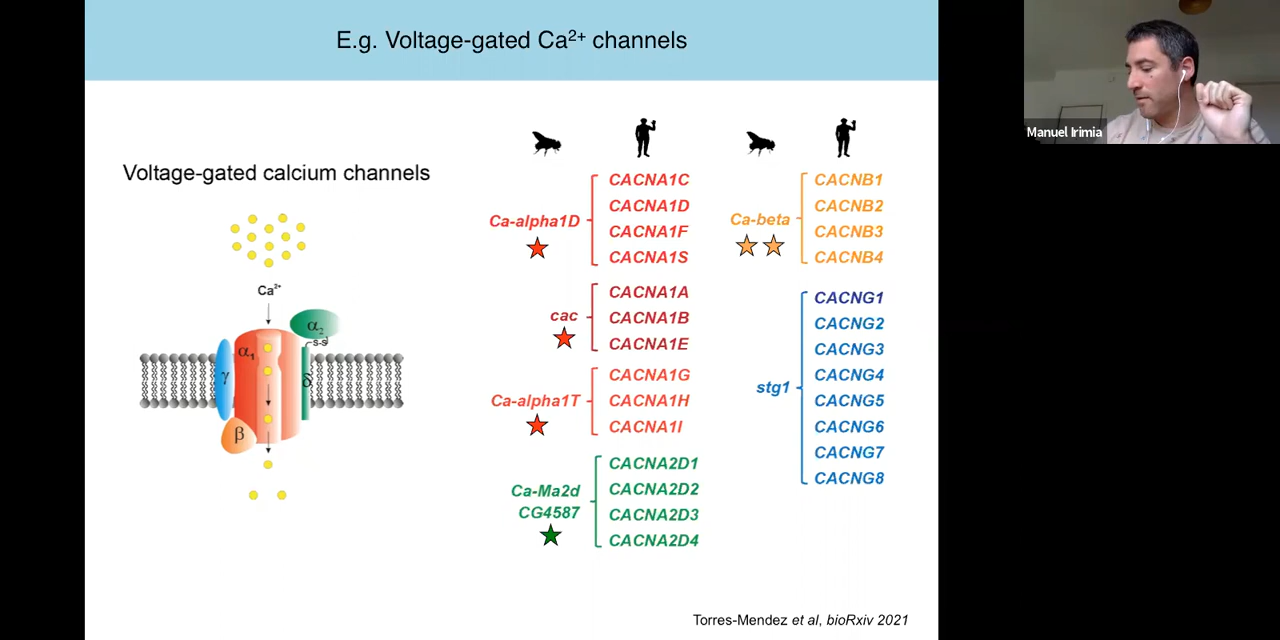 E.g. Voltage-gated Ca²⁺ channels
Manuel Irimia
Voltage-gated calcium channels
Ca²⁺
α₂
s-s
α₁
γ
δ
β
Ca-alpha1D
CACNA1C
CACNA1D
CACNA1F
CACNA1S
cac
CACNA1A
CACNA1B
CACNA1E
Ca-alpha1T
CACNA1G
CACNA1H
CACNA1I
Ca-Ma2d
CG4587
CACNA2D1
CACNA2D2
CACNA2D3
CACNA2D4
Ca-beta
CACNB1
CACNB2
CACNB3
CACNB4
stg1
CACNG1
CACNG2
CACNG3
CACNG4
CACNG5
CACNG6
CACNG7
CACNG8
Torres-Mendez et al, bioRxiv 2021